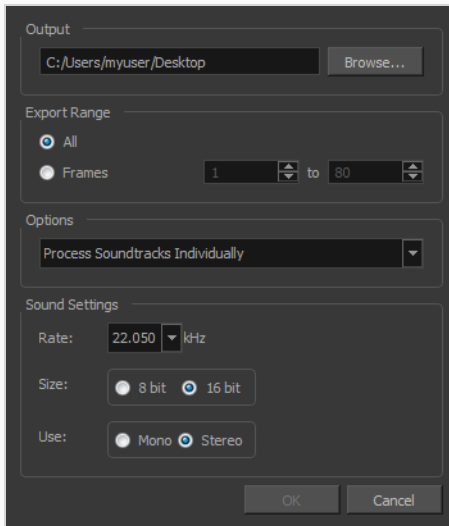 Output
C:/Users/myuser/Desktop Browse...
Export Range
All
Frames 1 to 80
Options
Process Soundtracks Individually
Sound Settings
Rate: 22.050 kHz
Size: 8 bit 16 bit
Use: Mono Stereo
OK Cancel